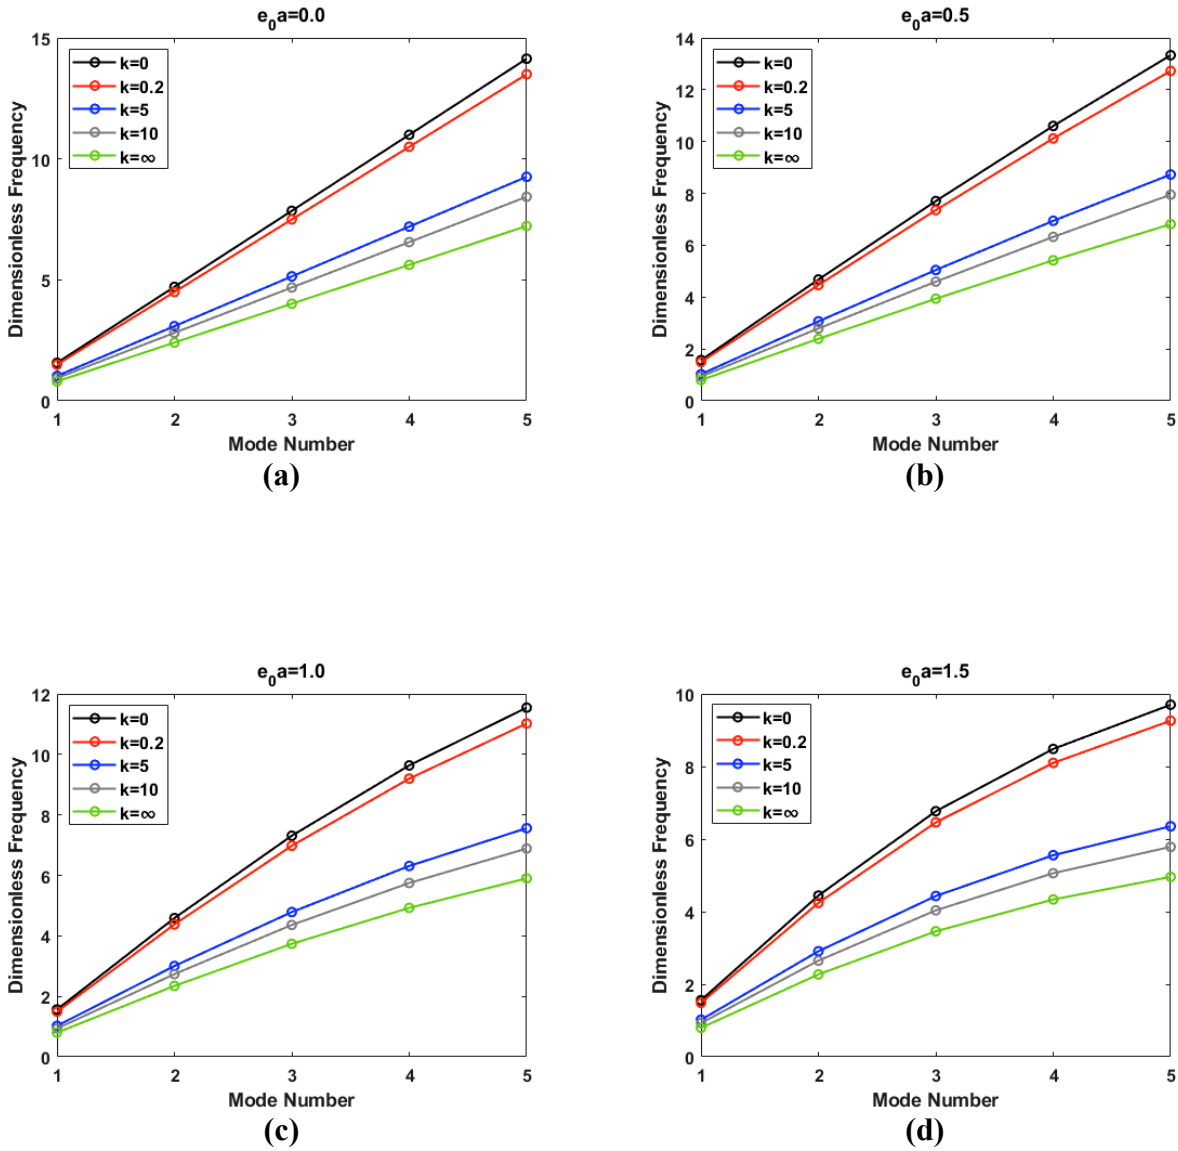 e0a=0.0
15
10
5
0
k=0
k=0.2
k=5
k=10
k=∞
Dimensionless Frequency
1 2 3 4 5
Mode Number
(a)
e0a=0.5
14
12
10
8
6
4
2
0
k=0
k=0.2
k=5
k=10
k=∞
Dimensionless Frequency
1 2 3 4 5
Mode Number
(b)
e0a=1.0
12
10
8
6
4
2
0
k=0
k=0.2
k=5
k=10
k=∞
Dimensionless Frequency
1 2 3 4 5
Mode Number
(c)
e0a=1.5
10
8
6
4
2
0
k=0
k=0.2
k=5
k=10
k=∞
Dimensionless Frequency
1 2 3 4 5
Mode Number
(d)